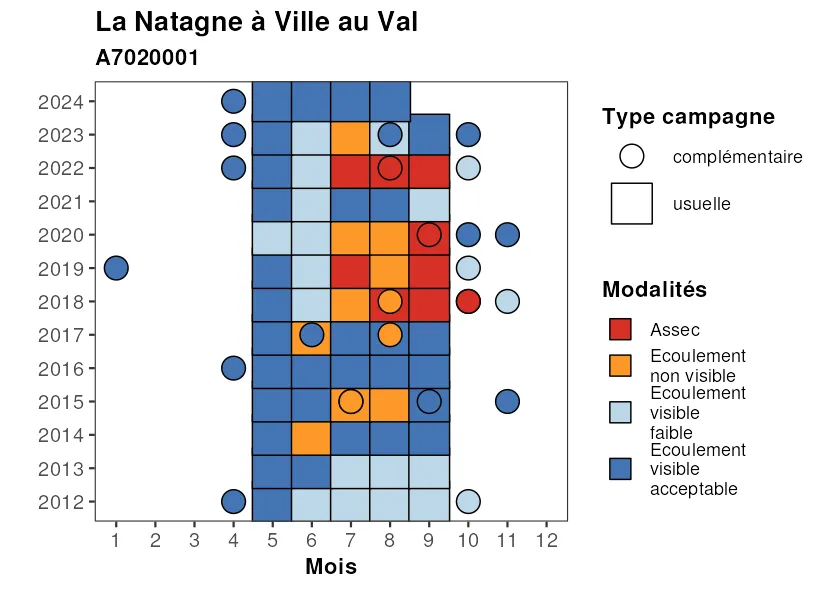 La Natagne à Ville au Val
A7020001
2024
2023
2022
2021
2020
2019
2018
2017
2016
2015
2014
2013
2012
1 2 3 4 5 6 7 8 9 10 11 12
Mois
Type campagne
complémentaire
usuelle
Modalités
Assec
Ecoulement
non visible
Ecoulement
visible
faible
Ecoulement
visible
acceptable